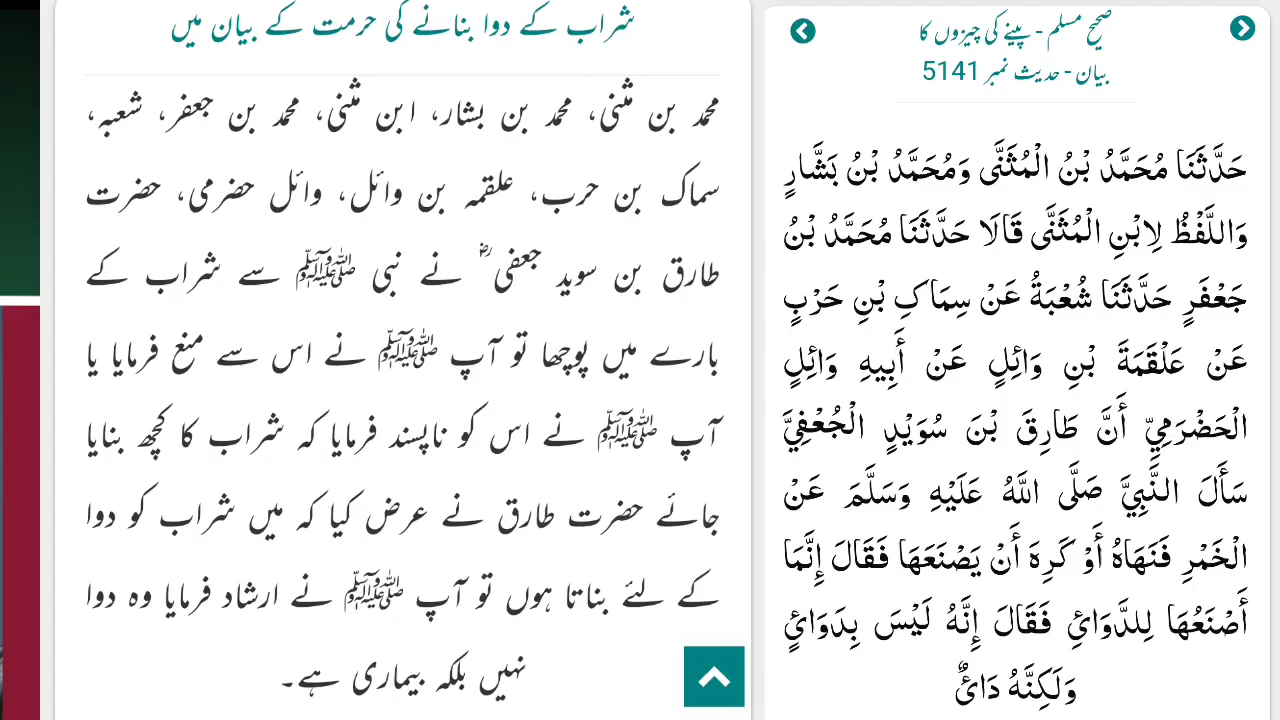 شراب کے دوا بنانے کی حرمت کے بیان میں
محمد بن مثنی، محمد بن بشار، ابن مثنی، محمد بن جعفر، شعبہ،
سماک بن حرب، علقمہ بن وائل، وائل حضرمی، حضرت
طارق بن سوید جعفی ؓ نے نبی ﷺ سے شراب کے
بارے میں پوچھا تو آپ ﷺ نے اس سے منع فرمایا یا
آپ ﷺ نے اس کو ناپسند فرمایا کہ شراب کا کچھ بنایا
جائے حضرت طارق نے عرض کیا کہ میں شراب کو دوا
کے لئے بناتا ہوں تو آپ ﷺ نے ارشاد فرمایا وہ دوا
نہیں بلکہ بیماری ہے۔
صحیح مسلم - پینے کی چیزوں کا
بیان - حدیث نمبر 5141
حَدَّثَنَا مُحَمَّدُ بْنُ الْمُثَنَّی وَمُحَمَّدُ بْنُ بَشَّارٍ
وَاللَّفْظُ لِابْنِ الْمُثَنَّی قَالَا حَدَّثَنَا مُحَمَّدُ بْنُ
جَعْفَرٍ حَدَّثَنَا شُعْبَةُ عَنْ سِمَاکِ بْنِ حَرْبٍ
عَنْ عَلْقَمَةَ بْنِ وَائِلٍ عَنْ أَبِيهِ وَائِلٍ
الْحَضْرَمِيِّ أَنَّ طَارِقَ بْنَ سُوَيْدٍ الْجُعْفِيَّ
سَأَلَ النَّبِيَّ صَلَّی اللَّهُ عَلَيْهِ وَسَلَّمَ عَنْ
الْخَمْرِ فَنَهَاهُ أَوْ کَرِهَ أَنْ يَصْنَعَهَا فَقَالَ إِنَّمَا
أَصْنَعُهَا لِلدَّوَائِ فَقَالَ إِنَّهُ لَيْسَ بِدَوَائٍ
وَلَکِنَّهُ دَائٌ